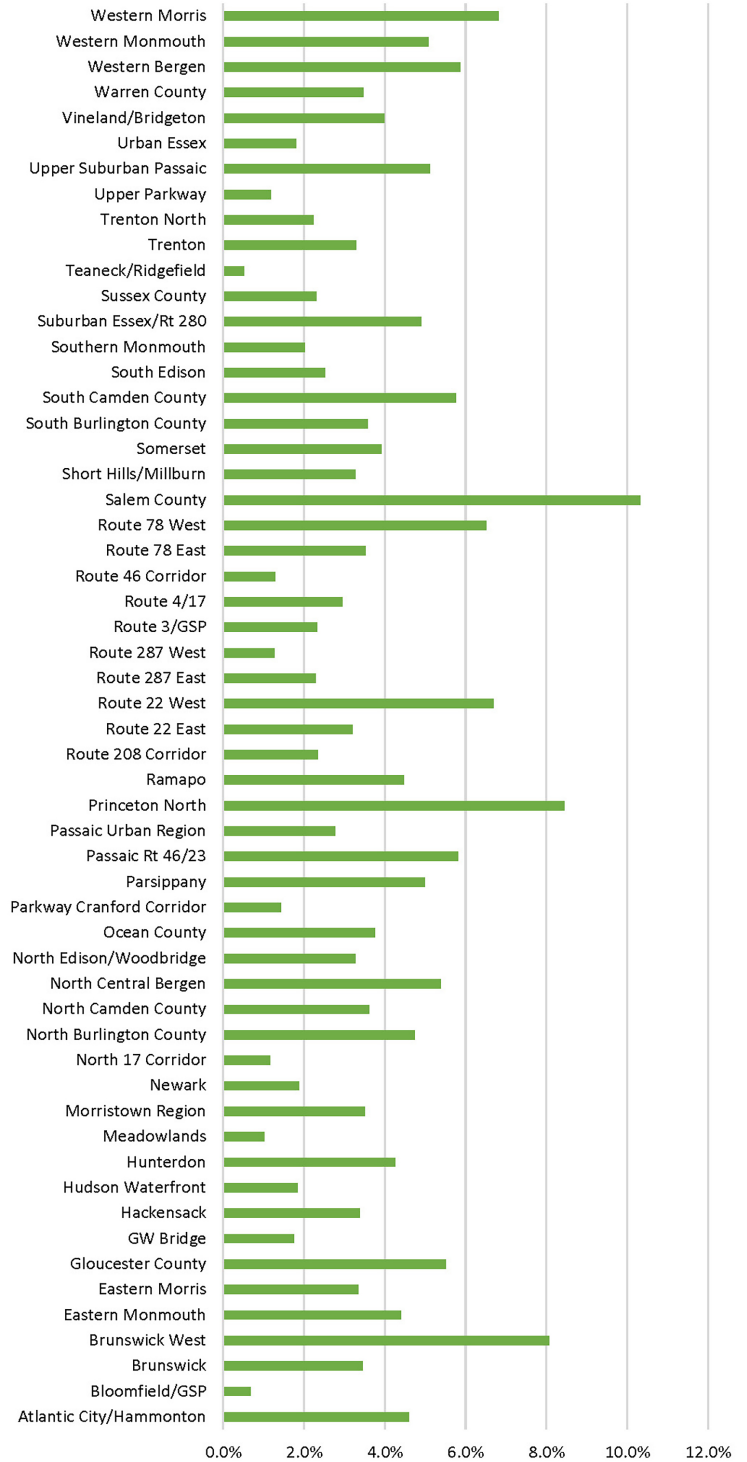 Western Morris
Western Monmouth
Western Bergen
Warren County
Vineland/Bridgeton
Urban Essex
Upper Suburban Passaic
Upper Parkway
Trenton North
Trenton
Teaneck/Ridgefield
Sussex County
Suburban Essex/Rt 280
Southern Monmouth
South Edison
South Camden County
South Burlington County
Somerset
Short Hills/Millburn
Salem County
Route 78 West
Route 78 East
Route 46 Corridor
Route 4/17
Route 3/GSP
Route 287 West
Route 287 East
Route 22 West
Route 22 East
Route 208 Corridor
Ramapo
Princeton North
Passaic Urban Region
Passaic Rt 46/23
Parsippany
Parkway Cranford Corridor
Ocean County
North Edison/Woodbridge
North Central Bergen
North Camden County
North Burlington County
North 17 Corridor
Newark
Morristown Region
Meadowlands
Hunterdon
Hudson Waterfront
Hackensack
GW Bridge
Gloucester County
Eastern Morris
Eastern Monmouth
Brunswick West
Brunswick
Bloomfield/GSP
Atlantic City/Hammonton
0.0% 2.0% 4.0% 6.0% 8.0% 10.0% 12.0%